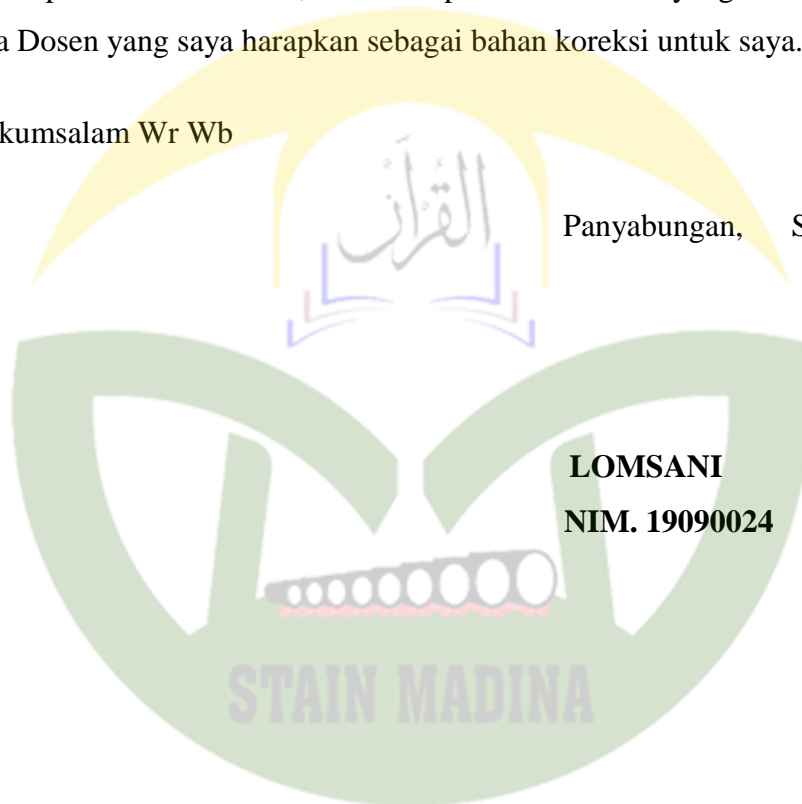 a Dosen yang saya harapkan sebagai bahan koreksi untuk saya.
kumsalam Wr Wb
القرآن
Panyabungan, S
LOMSANI
NIM. 19090024
STAIN MADINA